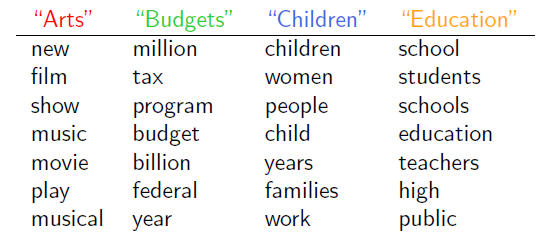 “Arts” “Budgets” “Children” “Education”
new million children school
film tax women students
show program people schools
music budget child education
movie billion years teachers
play federal families high
musical year work public